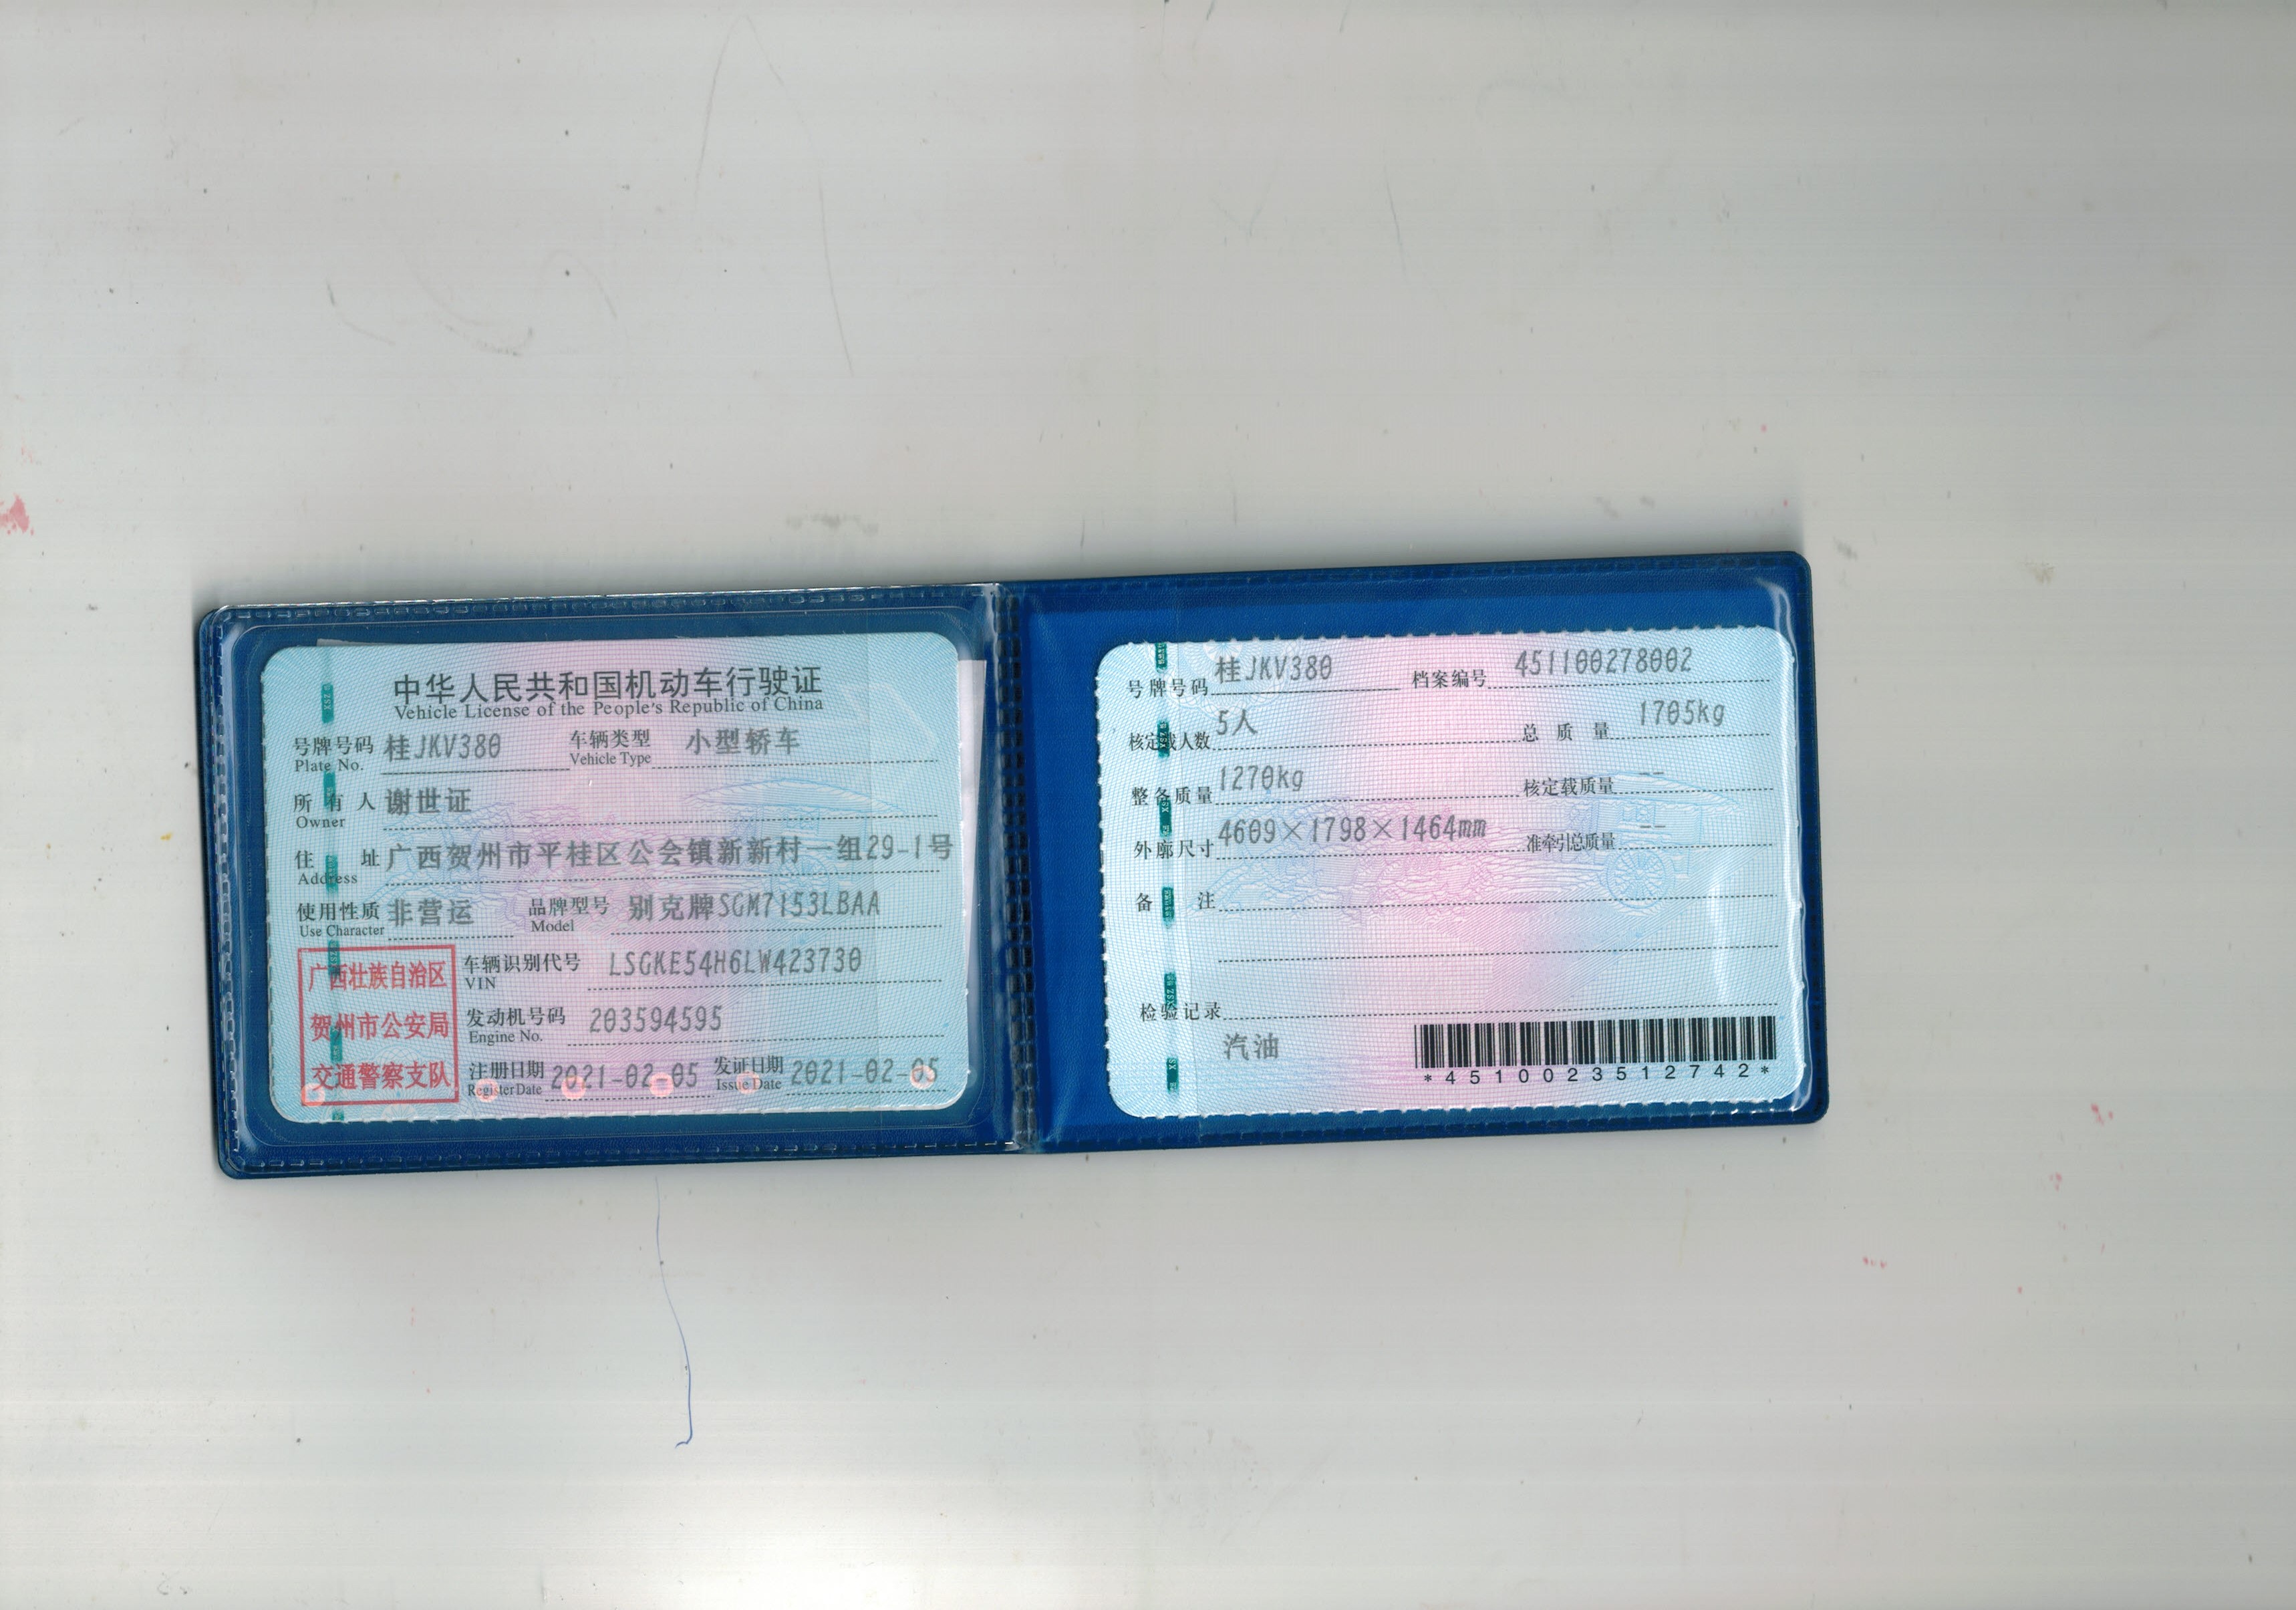 中华人民共和国机动车行驶证
Vehicle License of the People's Republic of China
号牌号码 桂JKV380 车辆类型 小型轿车
Plate No. Vehicle Type
所有人 谢世证
Owner
住址 广西贺州市平桂区公会镇新新村一组29-1号
Address
使用性质 非营运 品牌型号 别克牌SGM7153LBAA
Use Character Model
车辆识别代号 LSGKE54H6LW423730
VIN
发动机号码 203594595
Engine No.
注册日期 2021-02-05 发证日期 2021-02-05
Register Date Issue Date
广西壮族自治区
贺州市公安局
交通警察支队
号牌号码 桂JKV380 档案编号 451100278002
核定载人数 5人 总质量 1705kg
整备质量 1270kg 核定载质量 --
外廓尺寸 4609×1798×1464mm 准牵引总质量 --
备注
检验记录
汽油
*4510023512742*